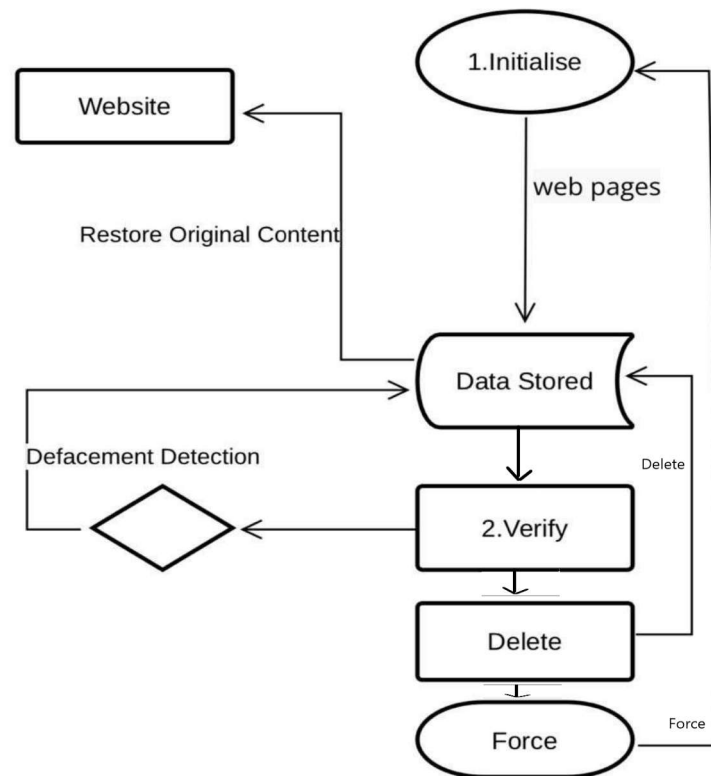 1.Initialise
Website
web pages
Restore Original Content
Data Stored
Defacement Detection
Delete
2.Verify
Delete
Force
Force